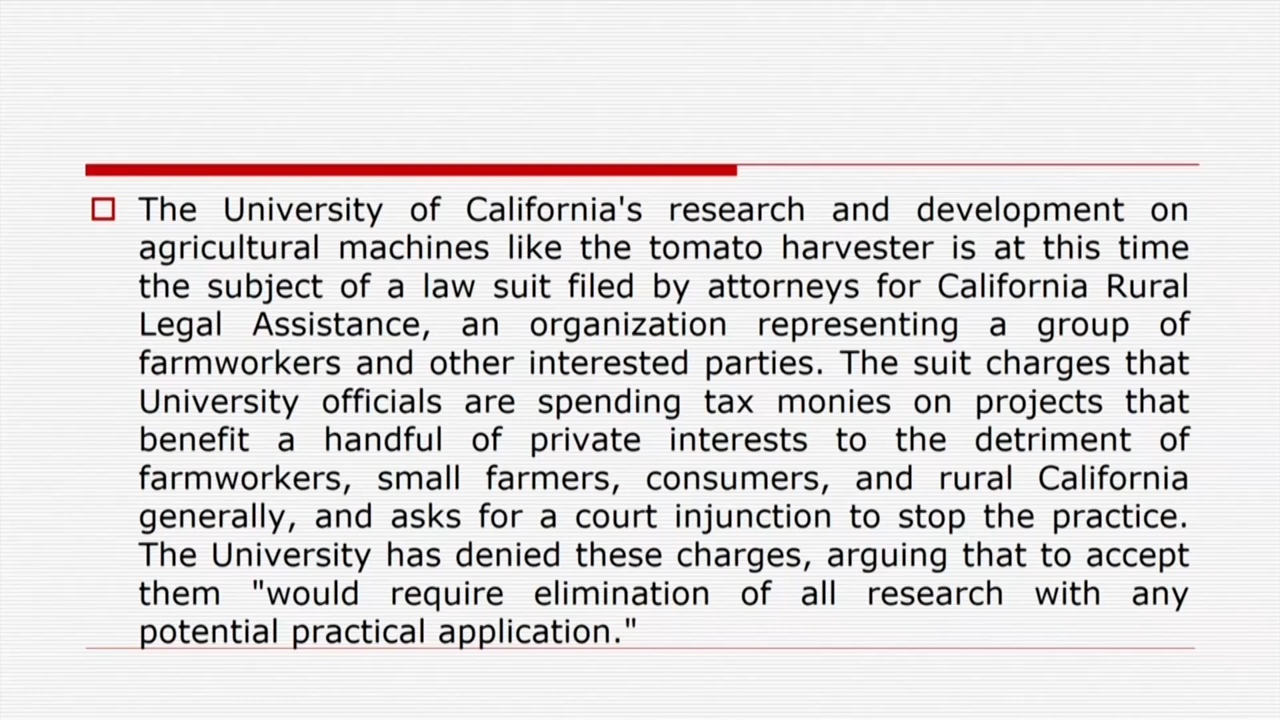 The University of California's research and development on
agricultural machines like the tomato harvester is at this time
the subject of a law suit filed by attorneys for California Rural
Legal Assistance, an organization representing a group of
farmworkers and other interested parties. The suit charges that
University officials are spending tax monies on projects that
benefit a handful of private interests to the detriment of
farmworkers, small farmers, consumers, and rural California
generally, and asks for a court injunction to stop the practice.
The University has denied these charges, arguing that to accept
them "would require elimination of all research with any
potential practical application."